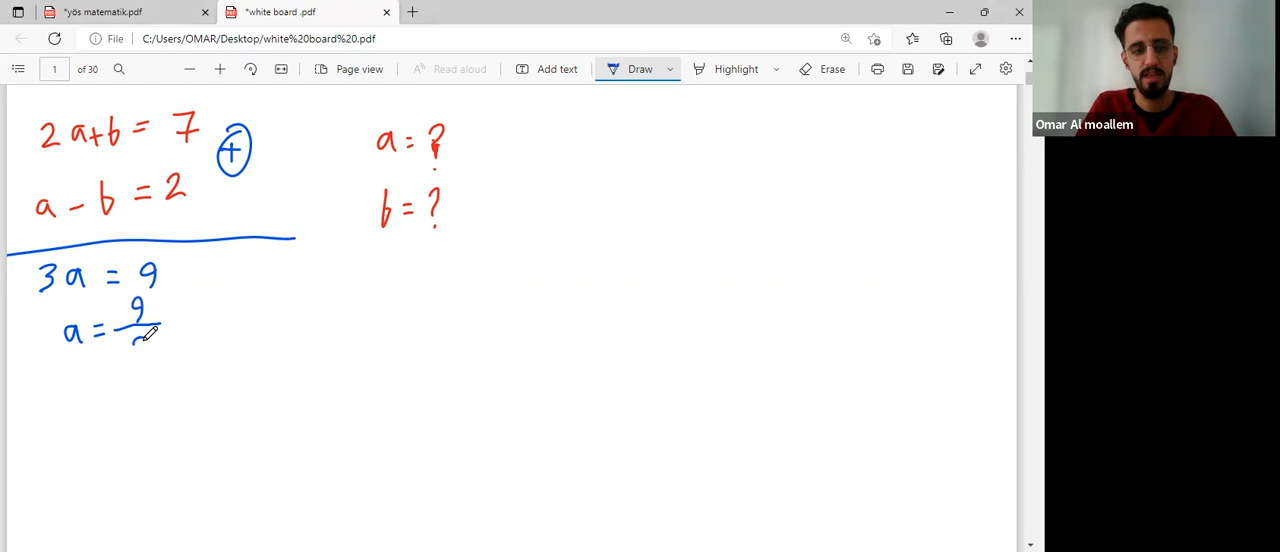 *yös matematik.pdf
*white board .pdf
File C:/Users/OMAR/Desktop/white%20board%20.pdf
1 of 30 Page view Read aloud Add text Draw Highlight Erase
Omar Al moallem
2a+b = 7 +
a - b = 2
a = ?
b = ?
3a = 9
a = 9/